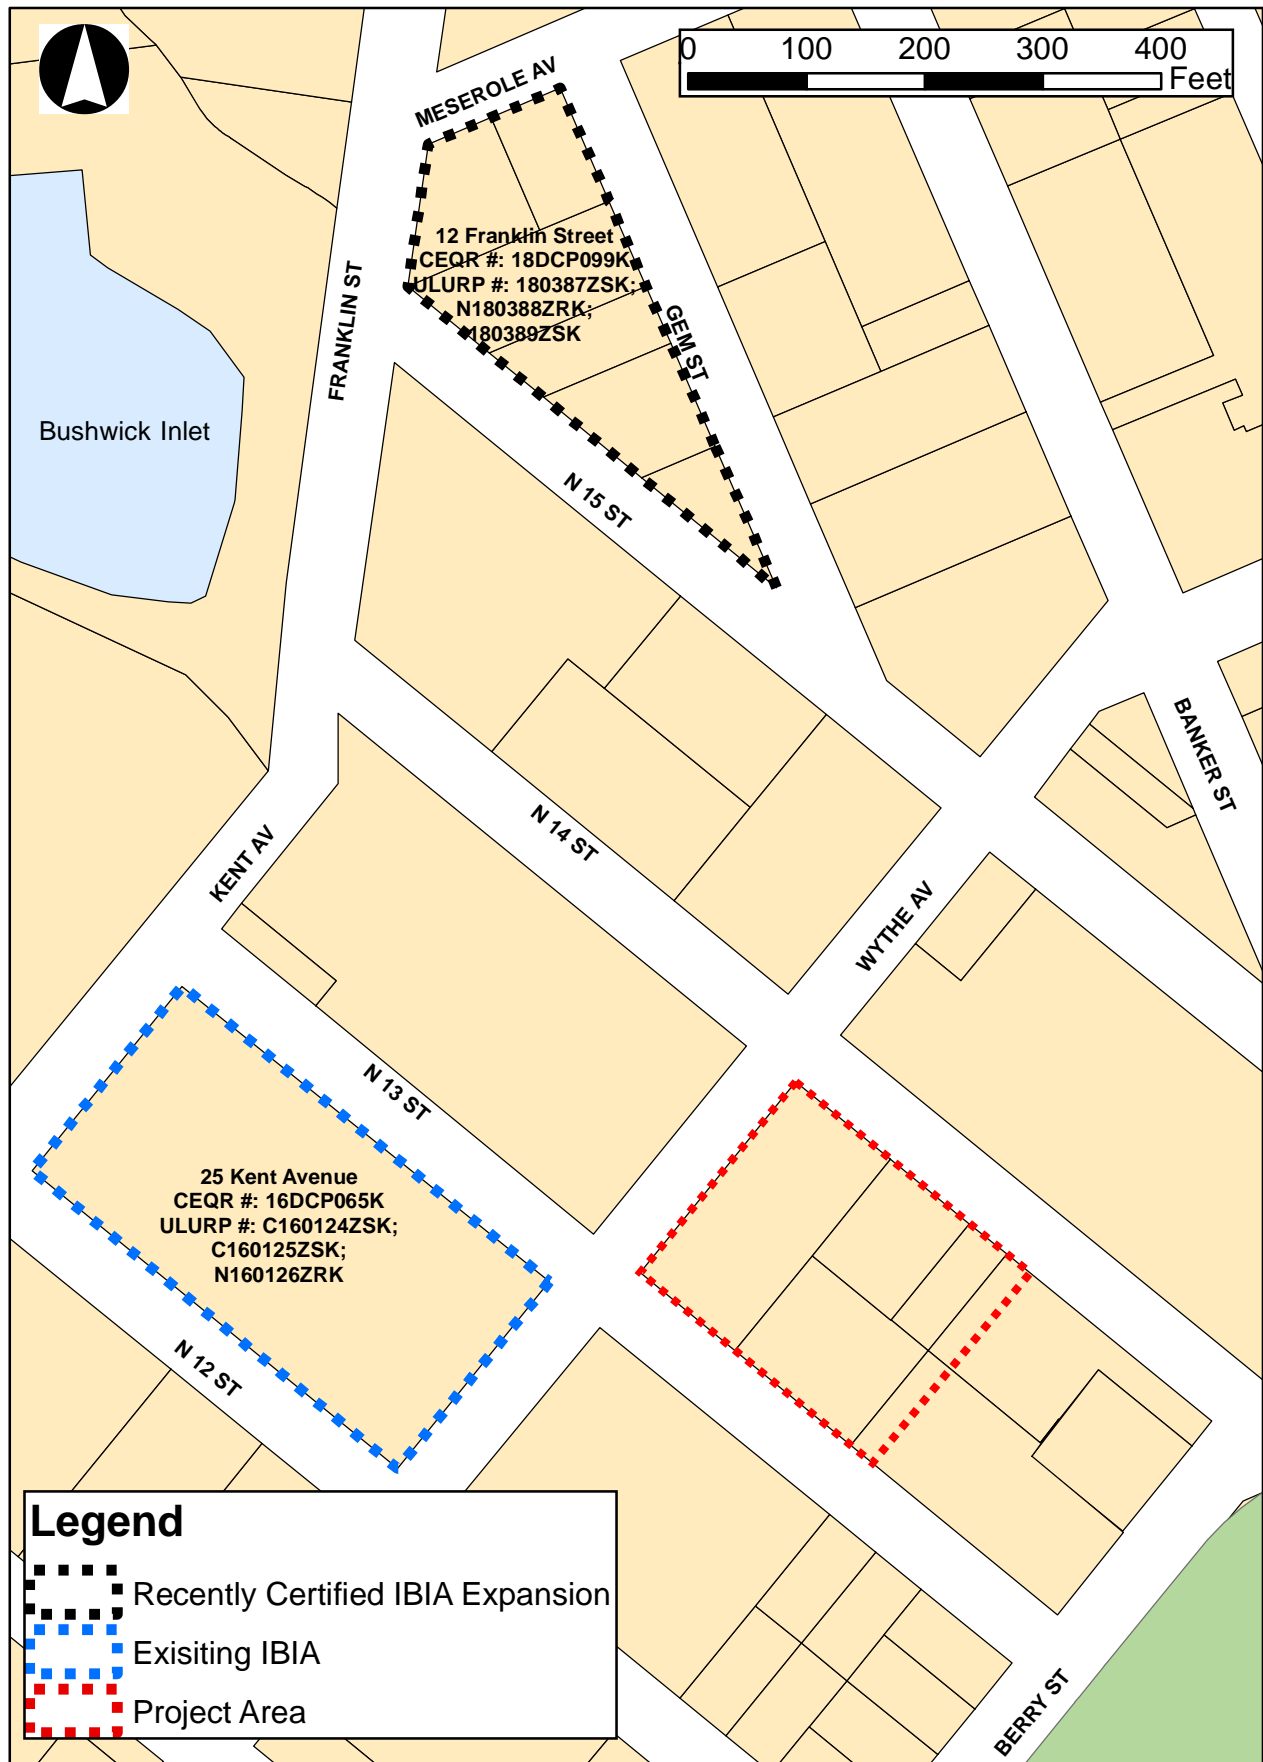 0 100 200 300 400
Feet
MESEROLE AV
12 Franklin Street
CEQR #: 18DCP099K
ULURP #: 180387ZSK;
N180388ZRK;
180389ZSK
FRANKLIN ST
GEM ST
Bushwick Inlet
N 15 ST
BANKER ST
N 14 ST
KENT AV
WYTHE AV
N 13 ST
25 Kent Avenue
CEQR #: 16DCP065K
ULURP #: C160124ZSK;
C160125ZSK;
N160126ZRK
N 12 ST
Legend
Recently Certified IBIA Expansion
Exisiting IBIA
Project Area
BERRY ST